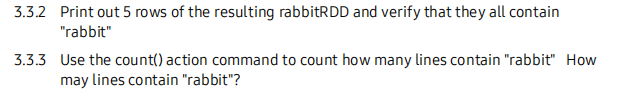 3.3.2 Print out 5 rows of the resulting rabbitRDD and verify that they all contain
"rabbit"
3.3.3 Use the count() action command to count how many lines contain "rabbit" How
may lines contain "rabbit"?